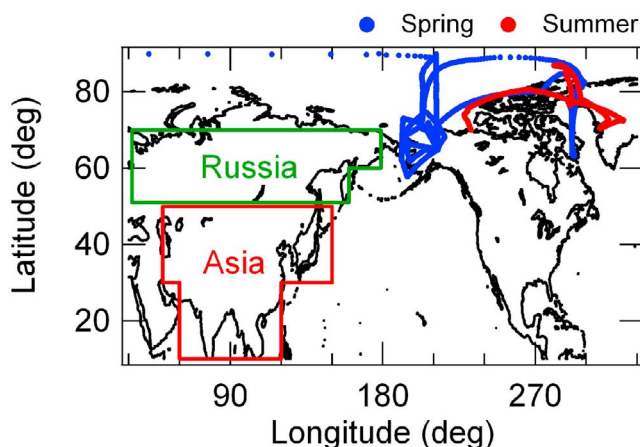 Spring Summer
80
60
40
20
Latitude (deg)
Russia
Asia
90 180 270
Longitude (deg)